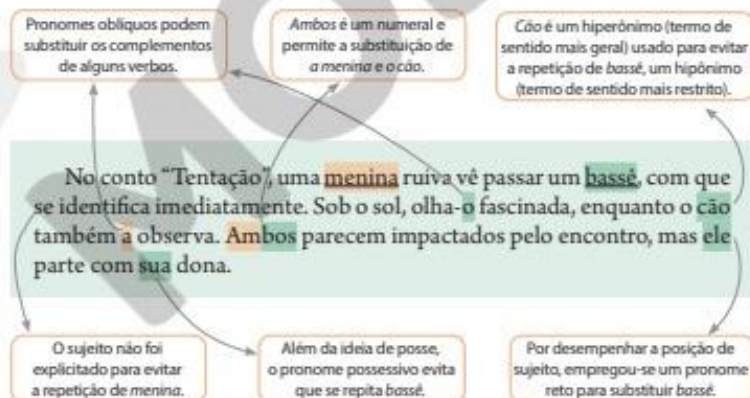 Pronomes oblíquos podem
substituir os complementos
de alguns verbos.
Ambos é um numeral e
permite a substituição de
a menina e o cão.
Cão é um hiperônimo (termo de
sentido mais geral) usado para evitar
a repetição de bassê, um hipônimo
(termo de sentido mais restrito).
No conto “Tentação”, uma menina ruiva vê passar um bassê, com que
se identifica imediatamente. Sob o sol, olha-o fascinada, enquanto o cão
também a observa. Ambos parecem impactados pelo encontro, mas ele
parte com sua dona.
O sujeito não foi
explicitado para evitar
a repetição de menina.
Além da ideia de posse,
o pronome possessivo evita
que se repita bassê.
Por desempenhar a posição de
sujeito, empregou-se um pronome
reto para substituir bassê.